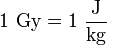 1 Gy = 1 J/kg